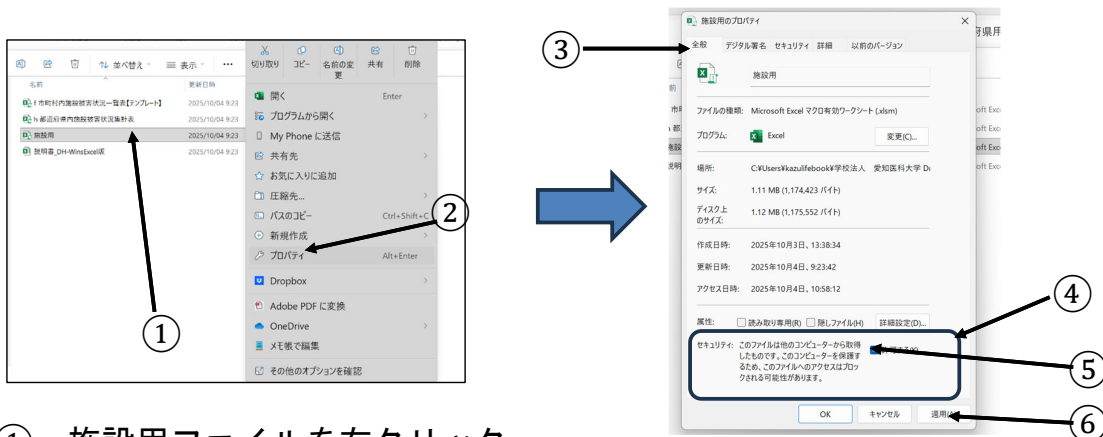 並べ替え 表示 …
名前 更新日時
f 市町村内施設被害状況一覧表【テンプレート】 2025/10/04 9:23
h 都道府県内施設被害状況集計表 2025/10/04 9:23
施設用 2025/10/04 9:23
説明書_DH-WinsExcel版 2025/10/04 9:23
切り取り コピー 名前の変更 共有 削除
開く Enter
プログラムから開く
My Phone に送信
共有先
お気に入りに追加
圧縮先...
パスのコピー Ctrl+Shift+C
新規作成
プロパティ Alt+Enter
Dropbox
Adobe PDF に変換
OneDrive
メモ帳で編集
その他のオプションを確認
①
②
施設用のプロパティ
全般 デジタル署名 セキュリティ 詳細 以前のバージョン
施設用
ファイルの種類: Microsoft Excel マクロ有効ワークシート (.xlsm)
プログラム: Excel 変更(C)...
場所: C:¥Users¥kazulifebook¥学校法人 愛知医科大学
サイズ: 1.11 MB (1,174,423 バイト)
ディスク上
のサイズ: 1.12 MB (1,175,552 バイト)
作成日時: 2025年10月3日、13:38:34
更新日時: 2025年10月4日、9:23:42
アクセス日時: 2025年10月4日、10:58:12
属性: 読み取り専用(R) 隠しファイル(H) 詳細設定(D)...
セキュリティ: このファイルは他のコンピューターから取得
したものです。このコンピューターを保護す
るため、このファイルへのアクセスはブロッ
クされる可能性があります。
OK キャンセル 適用
③
④
⑤
⑥
① 施設用ファイルを右クリック